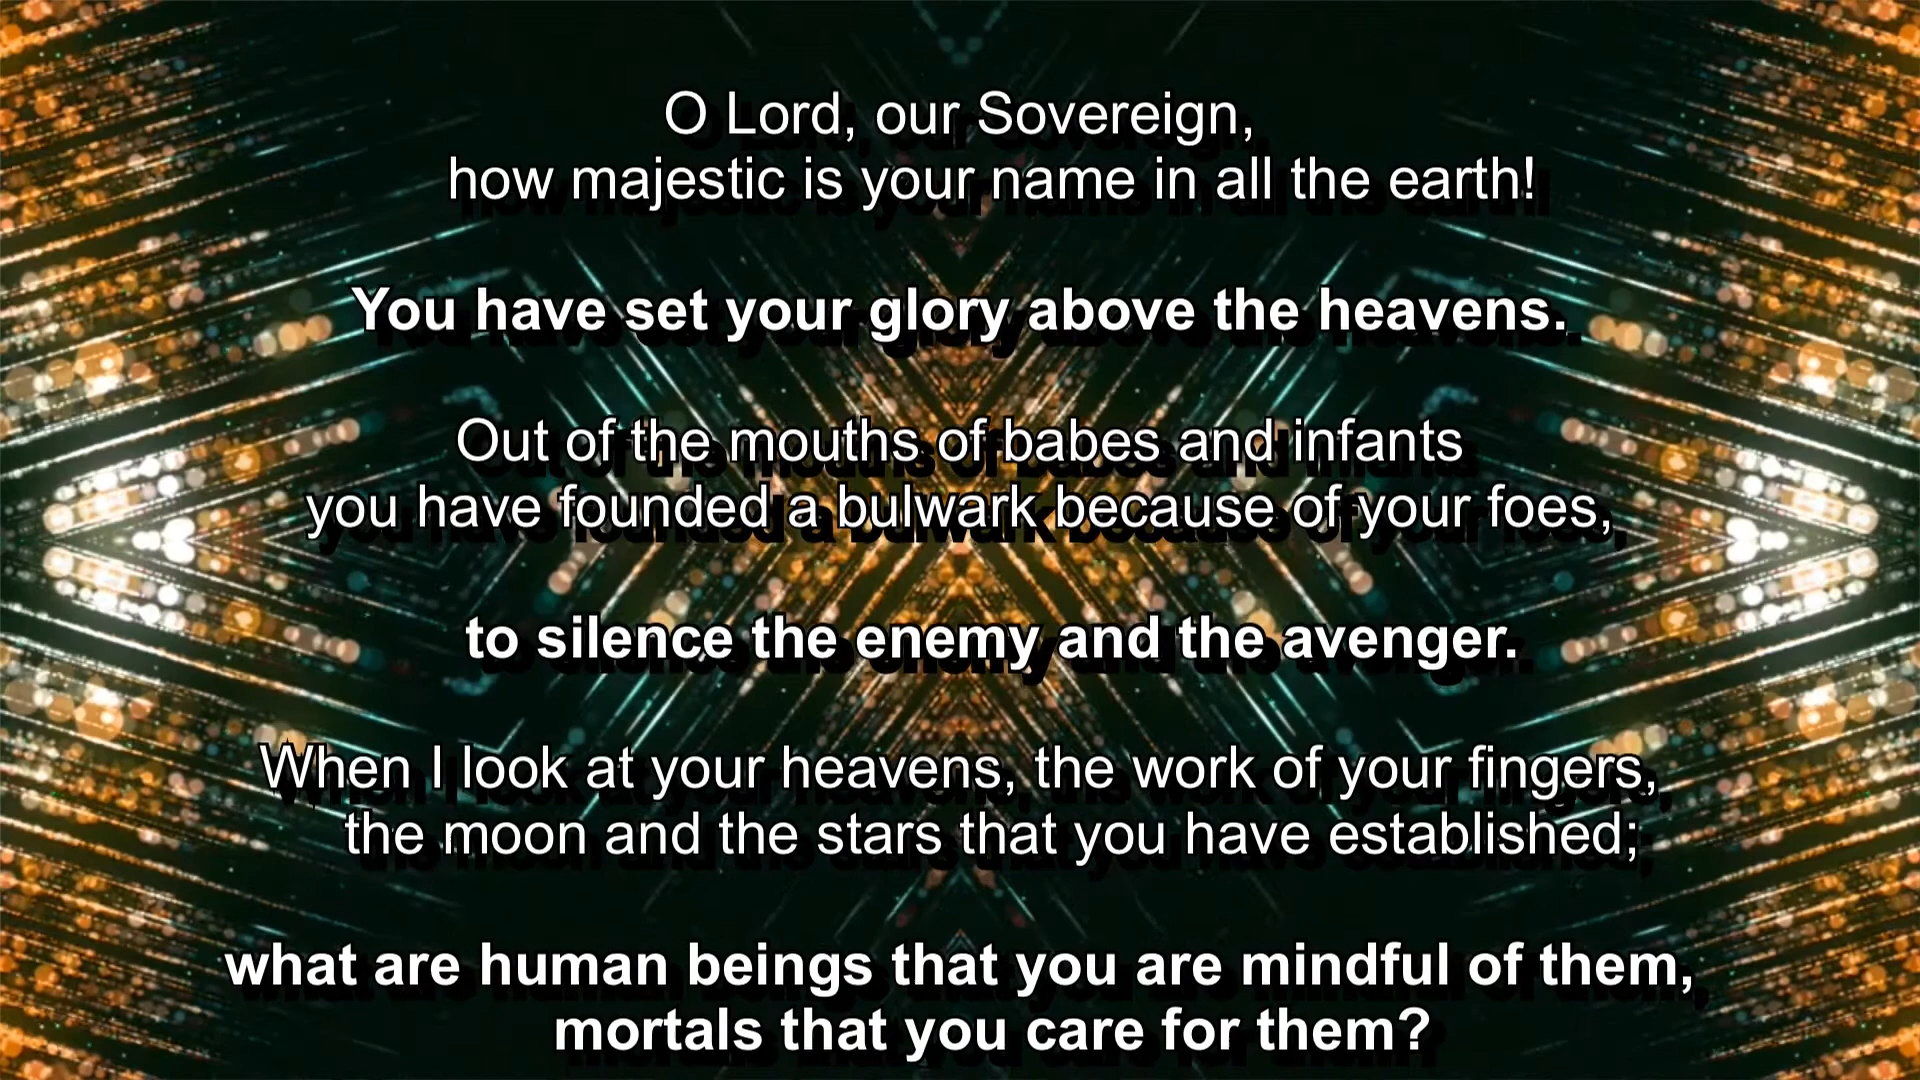 O Lord, our Sovereign,
how majestic is your name in all the earth!
You have set your glory above the heavens.
Out of the mouths of babes and infants
you have founded a bulwark because of your foes,
to silence the enemy and the avenger.
When I look at your heavens, the work of your fingers,
the moon and the stars that you have established;
what are human beings that you are mindful of them,
mortals that you care for them?